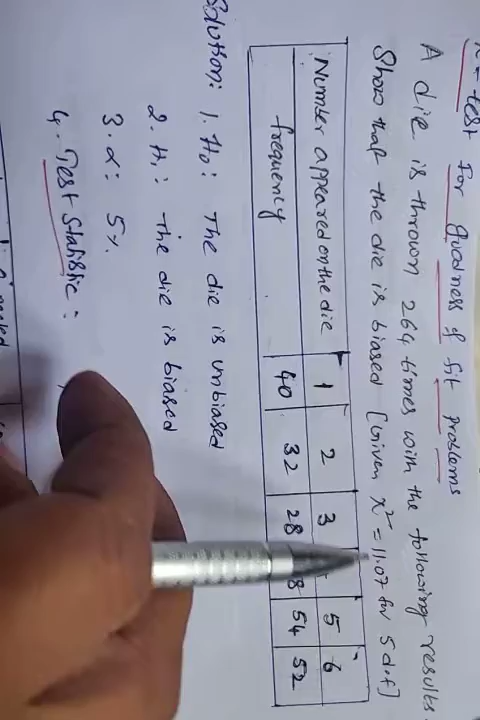 χ²-test for goodness of fit problems
A die is thrown 264 times with the following results
Show that the die is biased [Given χ² = 11.07 for 5 d.f]
Number appeared on the die 1 2 3 5 6
frequency 40 32 28 54 52
Solution: 1. H₀: The die is unbiased
2. H₁: The die is biased
3. α: 5%.
4. Test Statistic: